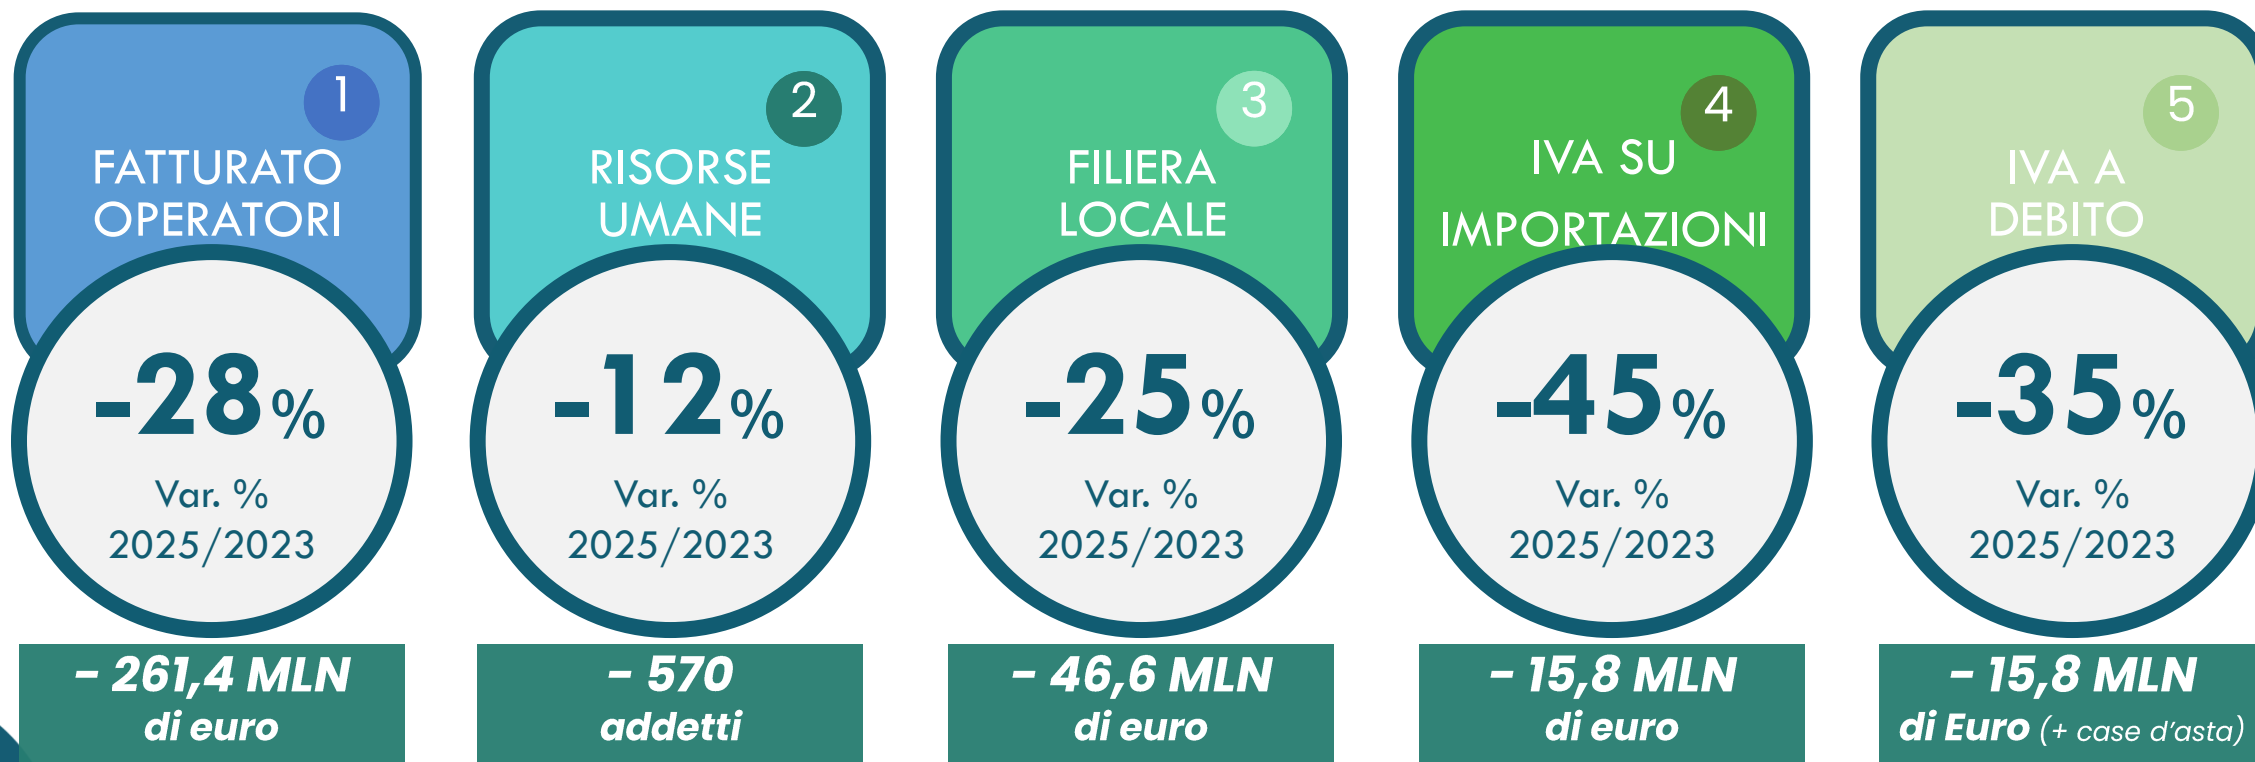 1
FATTURATO
OPERATORI
-28%
Var. %
2025/2023
- 261,4 MLN
di euro
2
RISORSE
UMANE
-12%
Var. %
2025/2023
- 570
addetti
3
FILIERA
LOCALE
-25%
Var. %
2025/2023
- 46,6 MLN
di euro
4
IVA SU
IMPORTAZIONI
-45%
Var. %
2025/2023
- 15,8 MLN
di euro
5
IVA A
DEBITO
-35%
Var. %
2025/2023
- 15,8 MLN
di Euro (+ case d'asta)